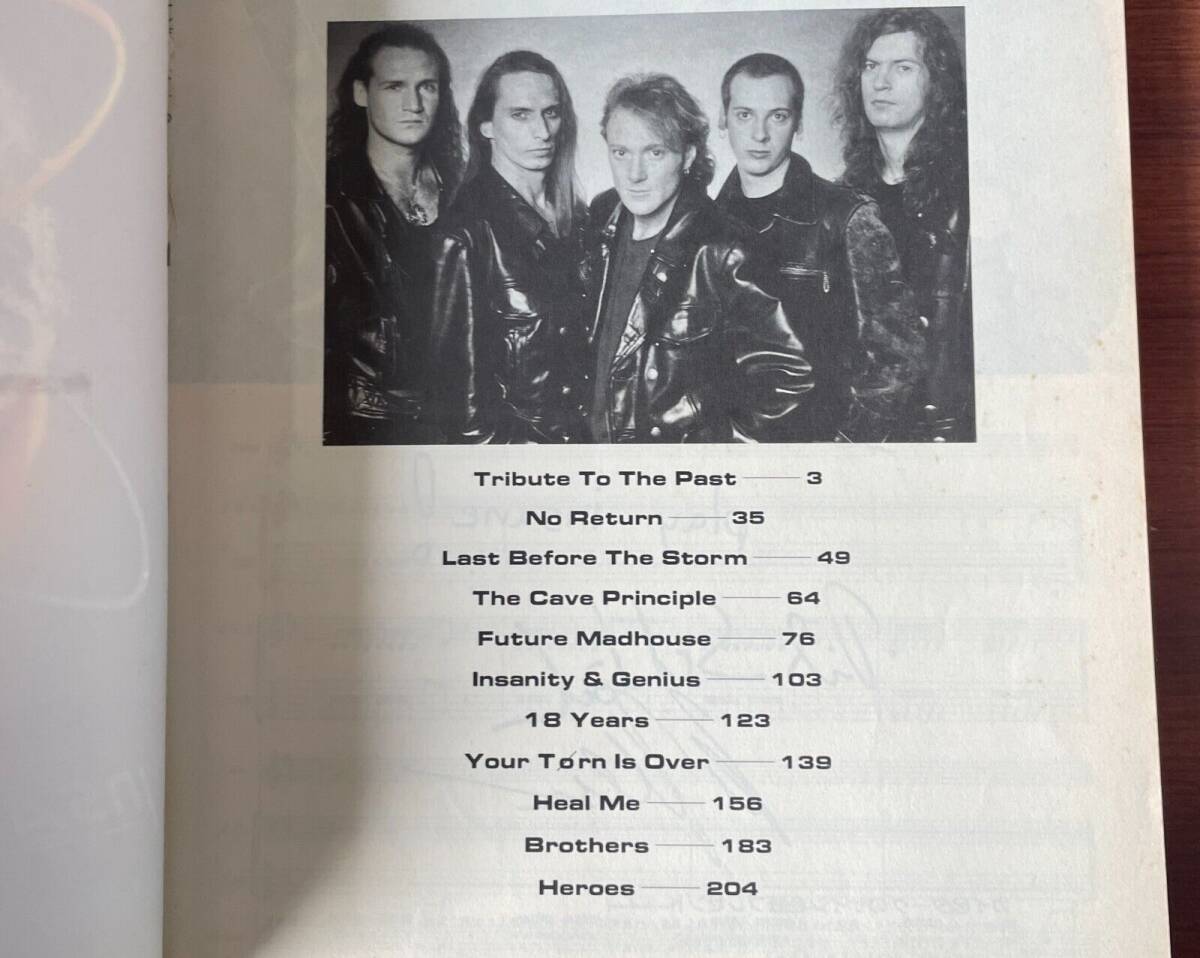 Tribute To The Past — 3
No Return — 35
Last Before The Storm — 49
The Cave Principle — 64
Future Madhouse — 76
Insanity & Genius — 103
18 Years — 123
Your Tørn Is Over — 139
Heal Me — 156
Brothers — 183
Heroes — 204